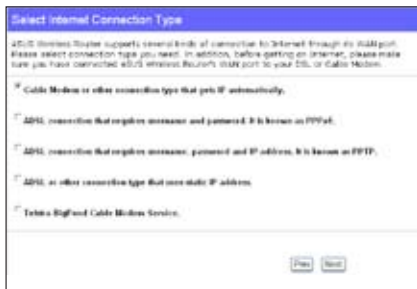 Select Internet Connection Type
ASUS Wireless Router supports several kinds of connection to Internet through its WAN port.
Please select connection type you need. In addition, before getting on Internet, please make
sure you have connected ASUS Wireless Router's WAN port to your DSL or Cable Modem.
Cable Modem or other connection type that gets IP automatically.
ADSL connection that requires username and password. It is known as PPPoE.
ADSL connection that requires username, password and IP address. It is known as PPTP.
ADSL or other connection type that uses static IP address.
Telstra BigPond Cable Modem Service.
Prev Next